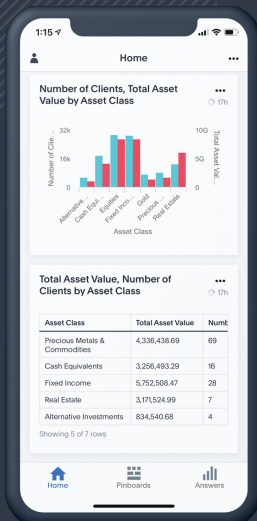 1:15
Home
Number of Clients, Total Asset
Value by Asset Class
17h
Number of Clie...
32k
16k
0
10G
5G
0
Total Asset Val...
Alternative...
Cash Equi...
Equities
Fixed Inco...
Gold
Precious ...
Real Estate
Asset Class
Total Asset Value, Number of
Clients by Asset Class
17h
Asset Class Total Asset Value Numb
Precious Metals &
Commodities 4,336,438.69 69
Cash Equivalents 3,256,493.29 16
Fixed Income 5,752,508.47 28
Real Estate 3,171,524.99 7
Alternative Investments 834,540.68 4
Showing 5 of 7 rows
Home Pinboards Answers